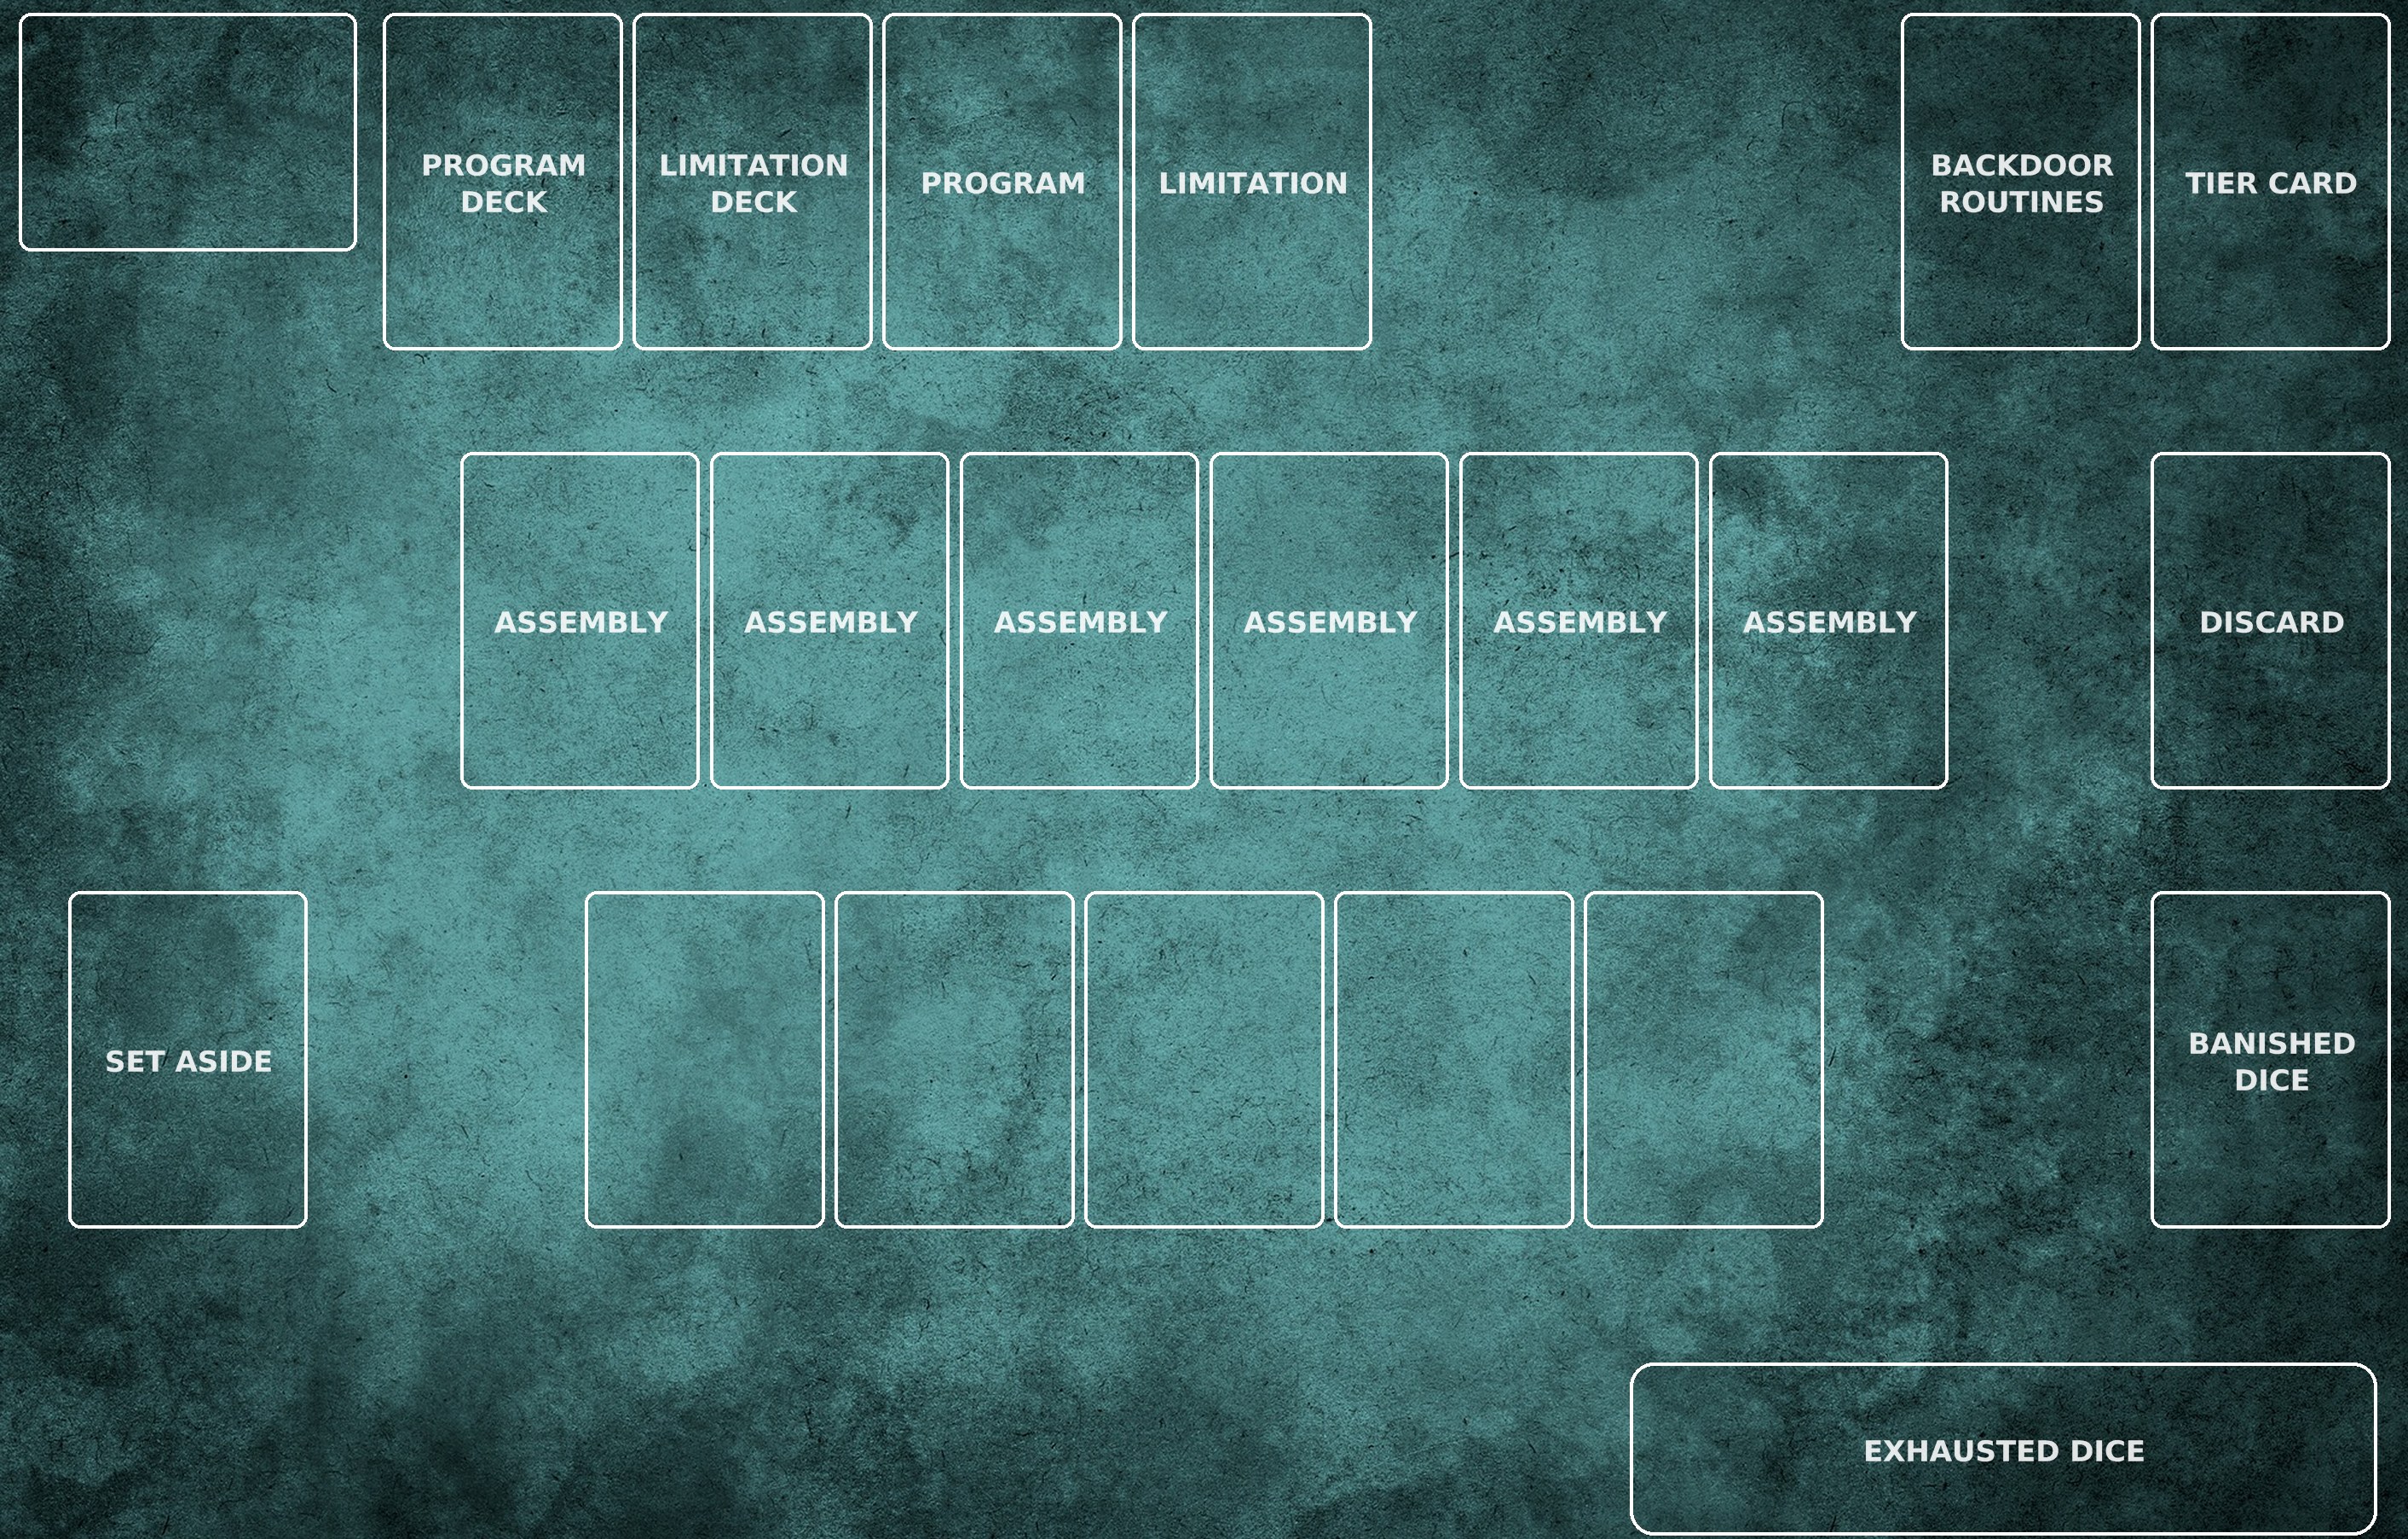 PROGRAM
DECK
LIMITATION
DECK
PROGRAM
LIMITATION
BACKDOOR
ROUTINES
TIER CARD
ASSEMBLY
ASSEMBLY
ASSEMBLY
ASSEMBLY
ASSEMBLY
ASSEMBLY
DISCARD
SET ASIDE
BANISHED
DICE
EXHAUSTED DICE